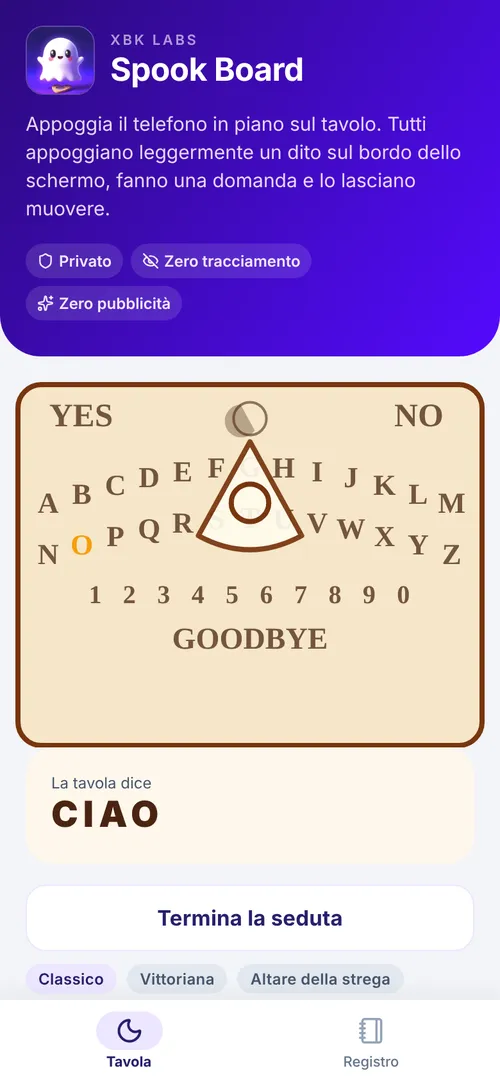 XBK LABS
Spook Board
Appoggia il telefono in piano sul tavolo. Tutti
appoggiano leggermente un dito sul bordo dello
schermo, fanno una domanda e lo lasciano
muovere.
Privato
Zero tracciamento
Zero pubblicità
YES
NO
A B C D E F G H I J K L M
N O P Q R S T U V W X Y Z
1 2 3 4 5 6 7 8 9 0
GOODBYE
La tavola dice
CIAO
Termina la seduta
Classico
Vittoriana
Altare della strega
Tavola
Registro